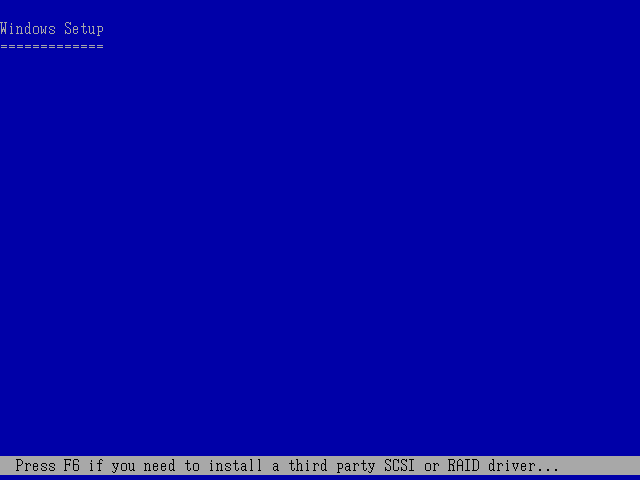 Windows Setup
=============
Press F6 if you need to install a third party SCSI or RAID driver...